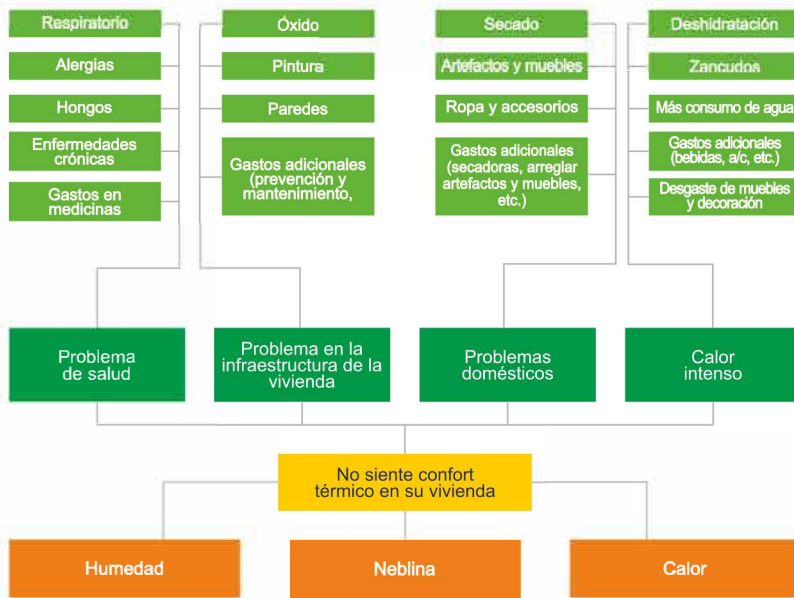 Respiratorio
Alergias
Hongos
Enfermedades
crónicas
Gastos en
medicinas
Óxido
Pintura
Paredes
Gastos adicionales
(prevención y
mantenimiento,
Secado
Artefactos y muebles
Ropa y accesorios
Gastos adicionales
(secadoras, arreglar
artefactos y muebles,
etc.)
Deshidratación
Zancudos
Más consumo de agua
Gastos adicionales
(bebidas, a/c, etc.)
Desgaste de muebles
y decoración
Problema
de salud
Problema en la
infraestructura de la
vivienda
Problemas
domésticos
Calor
intenso
No siente confort
térmico en su vivienda
Humedad
Neblina
Calor